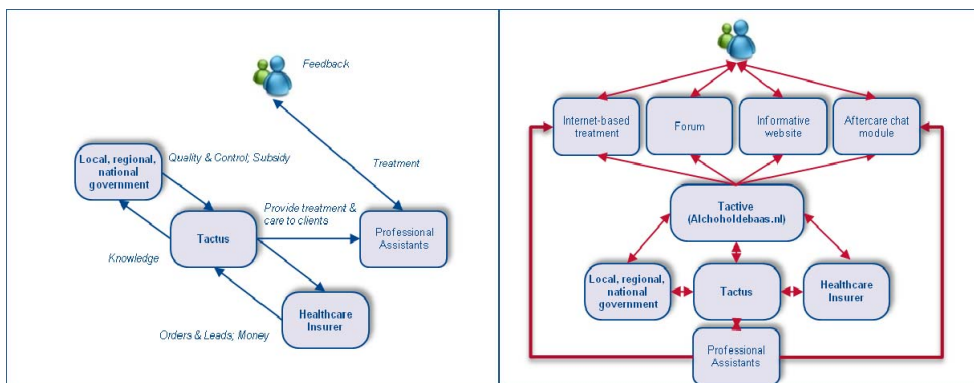 Feedback
Local, regional,
national
government
Quality & Control; Subsidy
Treatment
Tactus
Provide treatment &
care to clients
Professional
Assistants
Knowledge
Healthcare
Insurer
Orders & Leads; Money
Internet-based
treatment
Forum
Informative
website
Aftercare chat
module
Tactive
(Alchoholdebaas.nl)
Local, regional,
national
government
Tactus
Healthcare
Insurer
Professional
Assistants